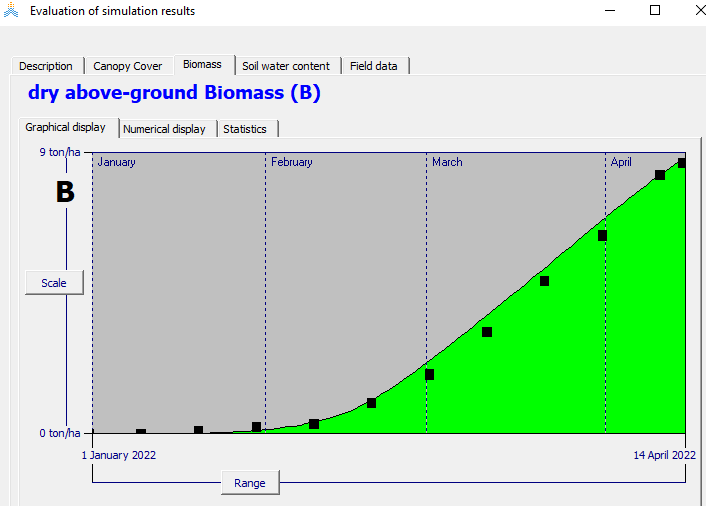 Evaluation of simulation results
Description Canopy Cover Biomass Soil water content Field data
dry above-ground Biomass (B)
Graphical display Numerical display Statistics
9 ton/ha
January February March April
B
Scale
0 ton/ha
1 January 2022 14 April 2022
Range